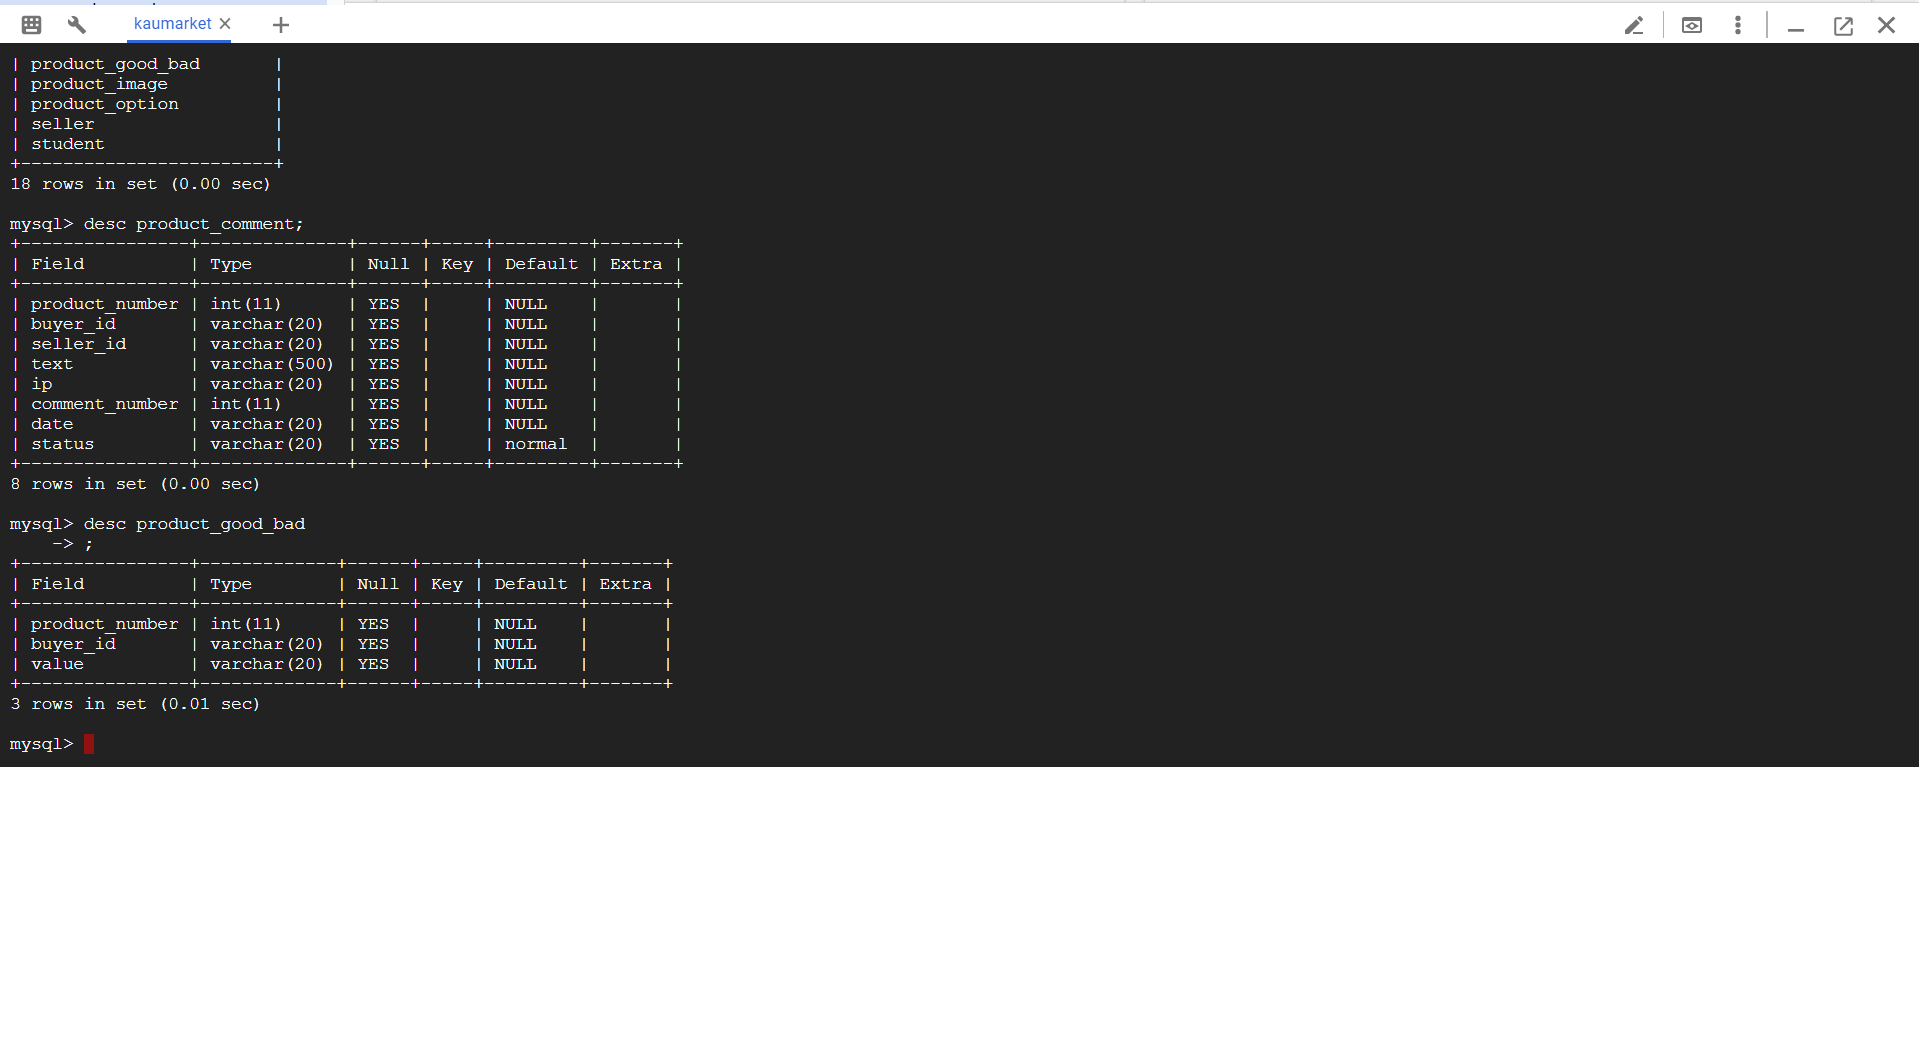 kaumarket
| product_good_bad       |
| product_image          |
| product_option         |
| seller                 |
| student                |
+------------------------+
18 rows in set (0.00 sec)
mysql> desc product_comment;
+----------------+--------------+------+-----+---------+-------+
| Field          | Type         | Null | Key | Default | Extra |
+----------------+--------------+------+-----+---------+-------+
| product_number | int(11)      | YES  |     | NULL    |       |
| buyer_id       | varchar(20)  | YES  |     | NULL    |       |
| seller_id      | varchar(20)  | YES  |     | NULL    |       |
| text           | varchar(500) | YES  |     | NULL    |       |
| ip             | varchar(20)  | YES  |     | NULL    |       |
| comment_number | int(11)      | YES  |     | NULL    |       |
| date           | varchar(20)  | YES  |     | NULL    |       |
| status         | varchar(20)  | YES  |     | normal  |       |
+----------------+--------------+------+-----+---------+-------+
8 rows in set (0.00 sec)
mysql> desc product_good_bad
    -> ;
+----------------+-------------+------+-----+---------+-------+
| Field          | Type        | Null | Key | Default | Extra |
+----------------+-------------+------+-----+---------+-------+
| product_number | int(11)     | YES  |     | NULL    |       |
| buyer_id       | varchar(20) | YES  |     | NULL    |       |
| value          | varchar(20) | YES  |     | NULL    |       |
+----------------+-------------+------+-----+---------+-------+
3 rows in set (0.01 sec)
mysql>